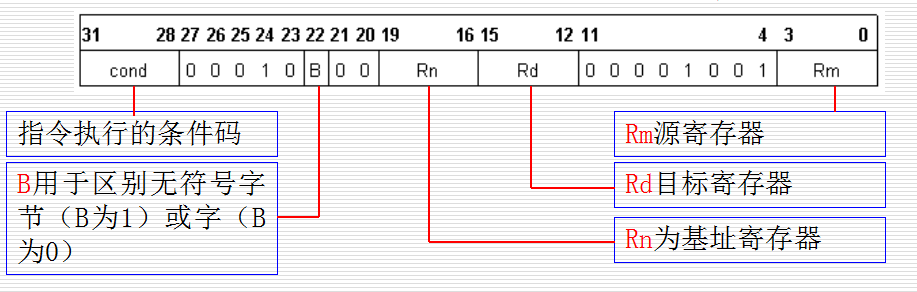 31 28 27 26 25 24 23 22 21 20 19 16 15 12 11 4 3 0
cond 0 0 0 1 0 B 0 0 Rn Rd 0 0 0 0 1 0 0 1 Rm
指令执行的条件码
B用于区别无符号字
节（B为1）或字（B
为0）
Rm源寄存器
Rd目标寄存器
Rn为基址寄存器